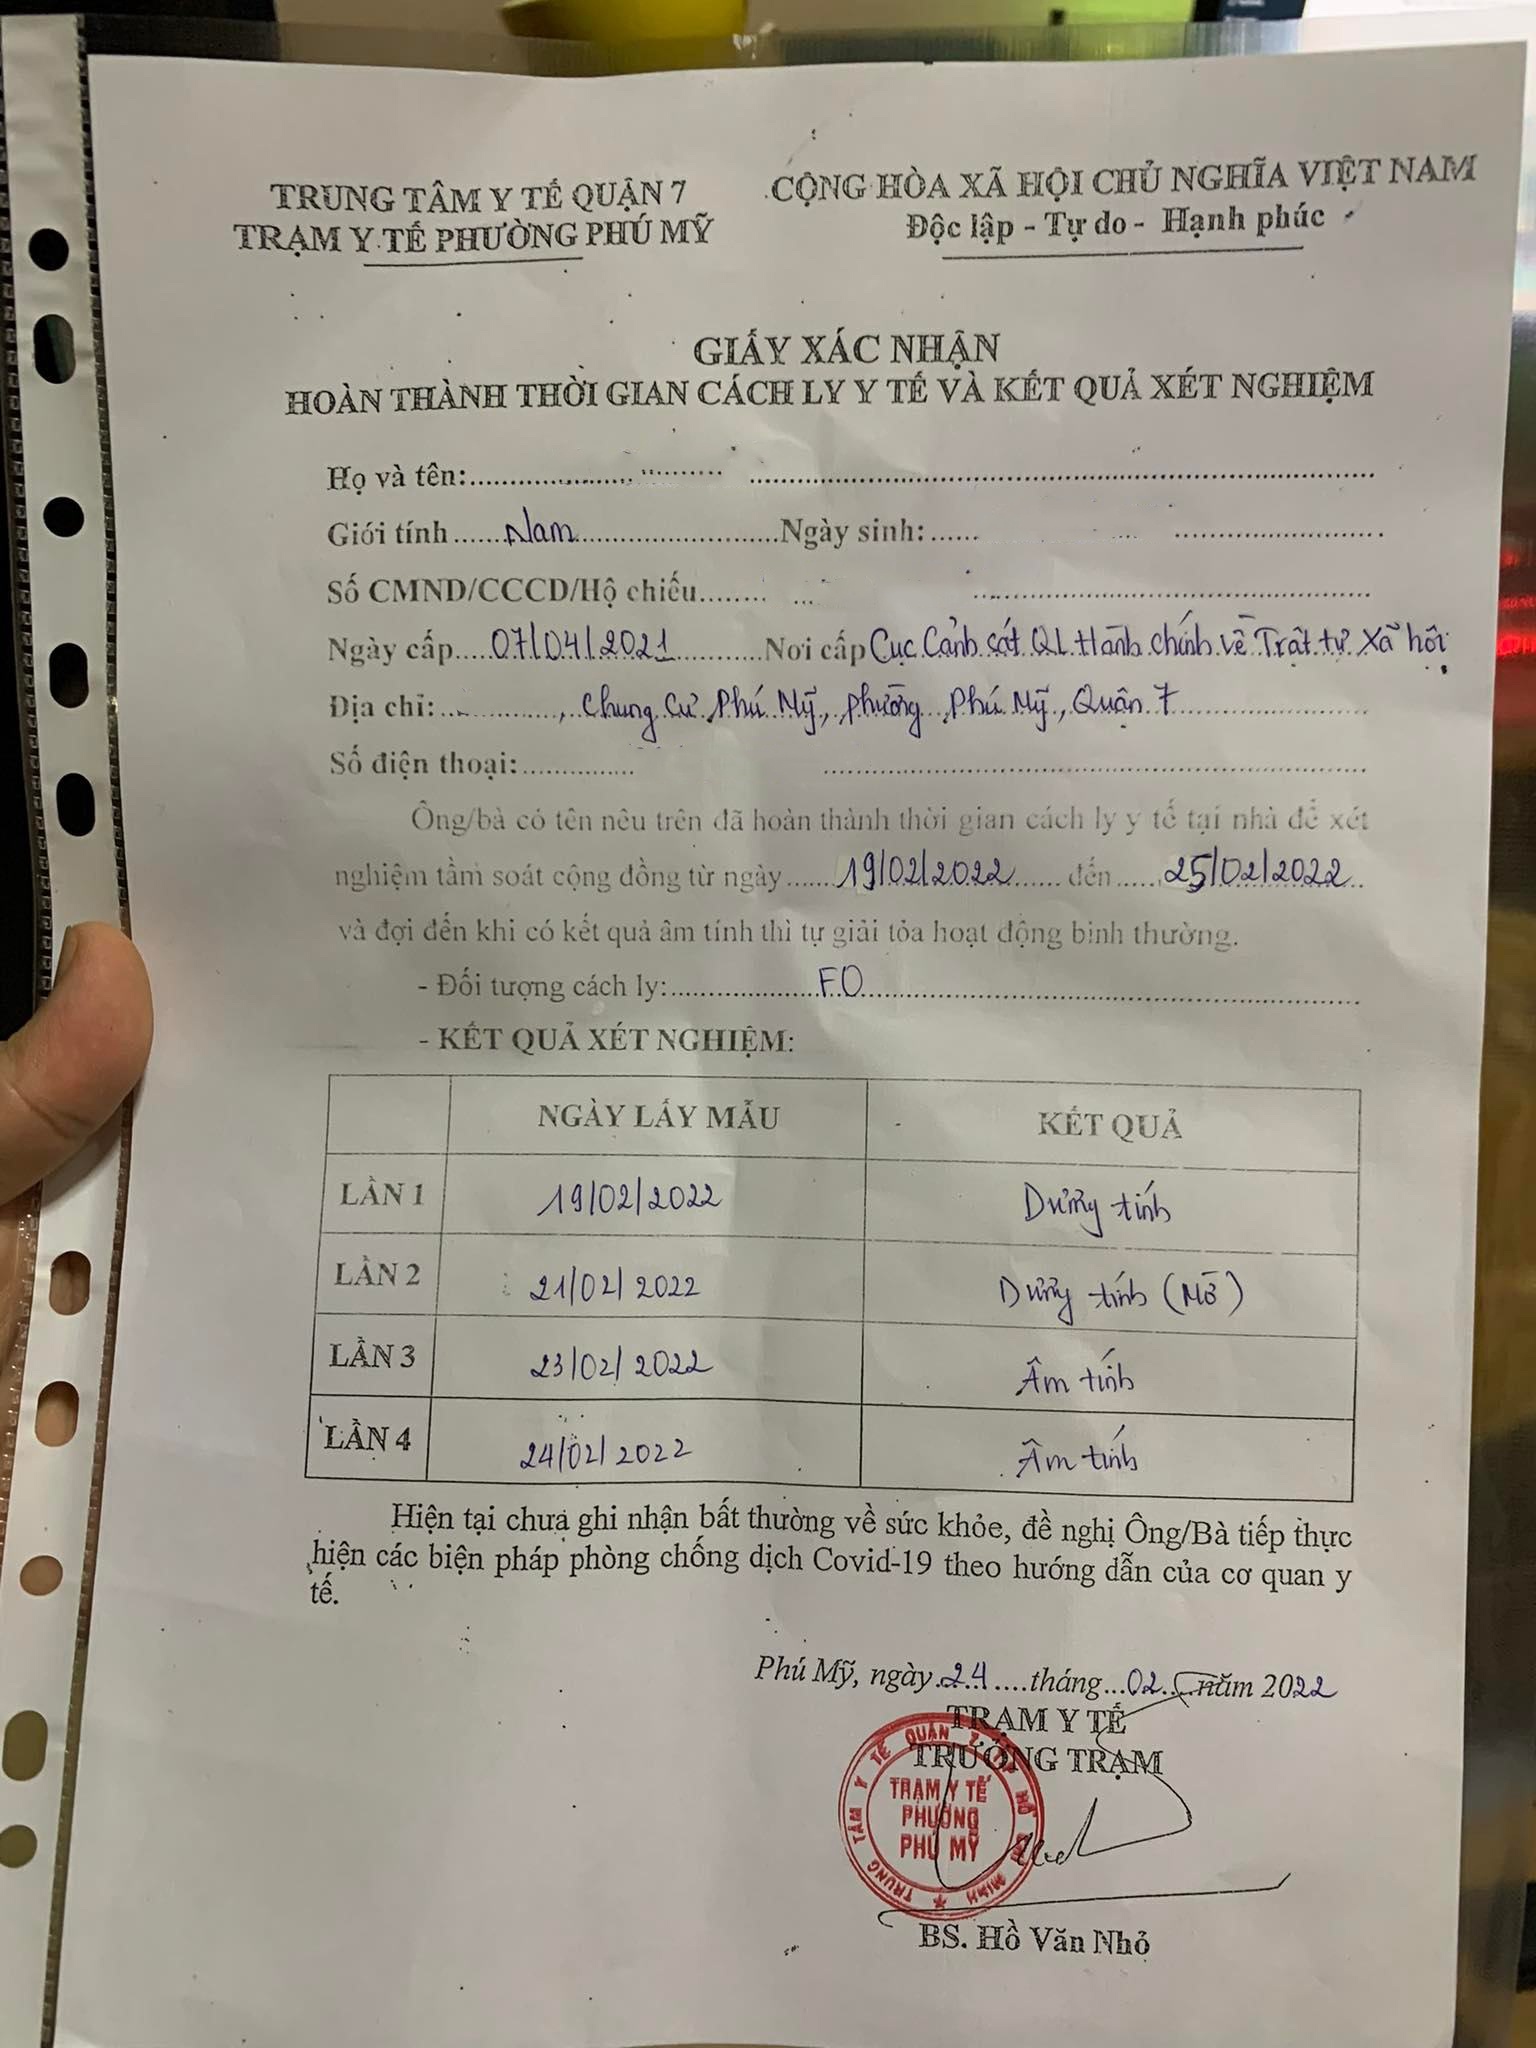 TRUNG TÂM Y TẾ QUẬN 7
TRẠM Y TẾ PHƯỜNG PHÚ MỸ
CỘNG HÒA XÃ HỘI CHỦ NGHĨA VIỆT NAM
Độc lập - Tự do - Hạnh phúc
GIẤY XÁC NHẬN
HOÀN THÀNH THỜI GIAN CÁCH LY Y TẾ VÀ KẾT QUẢ XÉT NGHIỆM
Họ và tên:
Giới tính Nam Ngày sinh:
Số CMND/CCCD/Hộ chiếu
Ngày cấp 07/04/2021 Nơi cấp Cục Cảnh sát QL Hành chính về Trật tự Xã hội
Địa chỉ: , Chung Cư Phú Mỹ, phường Phú Mỹ, Quận 7
Số điện thoại:
Ông/bà có tên nêu trên đã hoàn thành thời gian cách ly y tế tại nhà để xét
nghiệm tầm soát cộng đồng từ ngày 19/02/2022 đến 25/02/2022
và đợi đến khi có kết quả âm tính thì tự giải tỏa hoạt động bình thường.
- Đối tượng cách ly: F0
- KẾT QUẢ XÉT NGHIỆM:
NGÀY LẤY MẪU KẾT QUẢ
LẦN 1 19/02/2022 Dương tính
LẦN 2 21/02/2022 Dương tính (Mờ)
LẦN 3 23/02/2022 Âm tính
LẦN 4 24/02/2022 Âm tính
Hiện tại chưa ghi nhận bất thường về sức khỏe, đề nghị Ông/Bà tiếp thực
hiện các biện pháp phòng chống dịch Covid-19 theo hướng dẫn của cơ quan y
tế.
Phú Mỹ, ngày 24 tháng 02 năm 2022
TRẠM Y TẾ
TRƯỞNG TRẠM
TRUNG TÂM Y TẾ QUẬN 7 HỒ CHÍ MINH
TRẠM Y TẾ
PHƯỜNG
PHÚ MỸ
BS. Hồ Văn Nhỏ